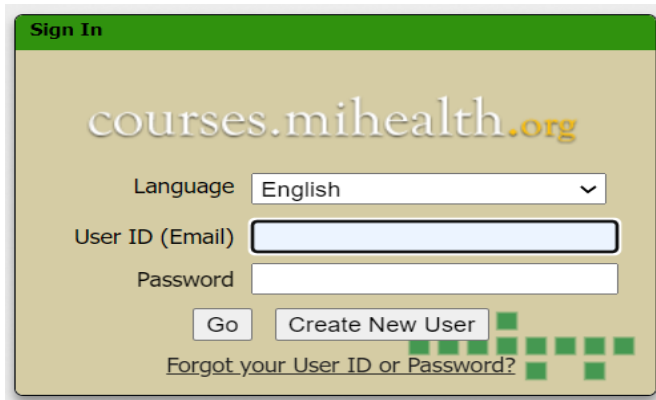 Sign In
courses.mihealth.org
Language English
User ID (Email)
Password
Go Create New User
Forgot your User ID or Password?